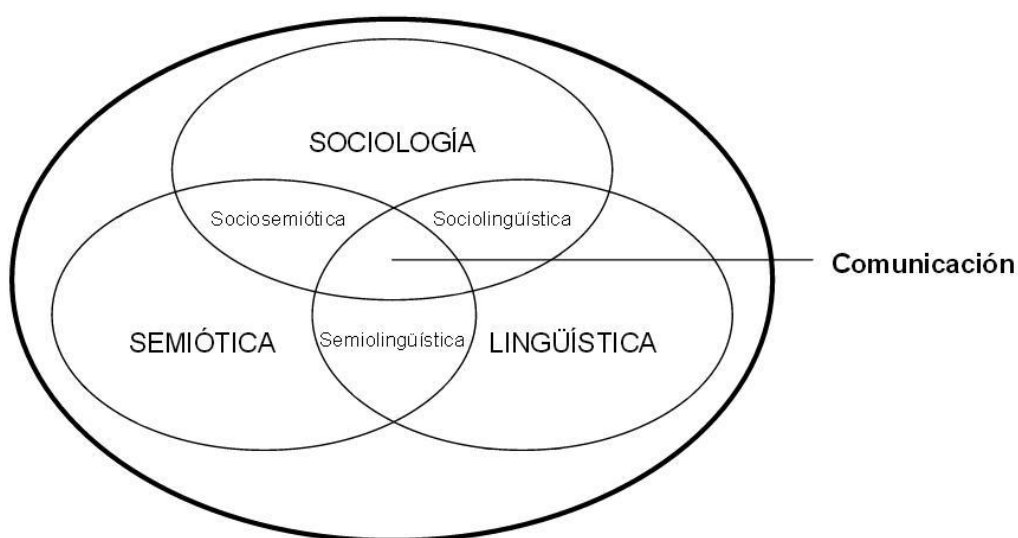 SOCIOLOGÍA
Sociosemiótica
Sociolingüística
Comunicación
SEMIÓTICA
Semiolingüística
LINGÜÍSTICA